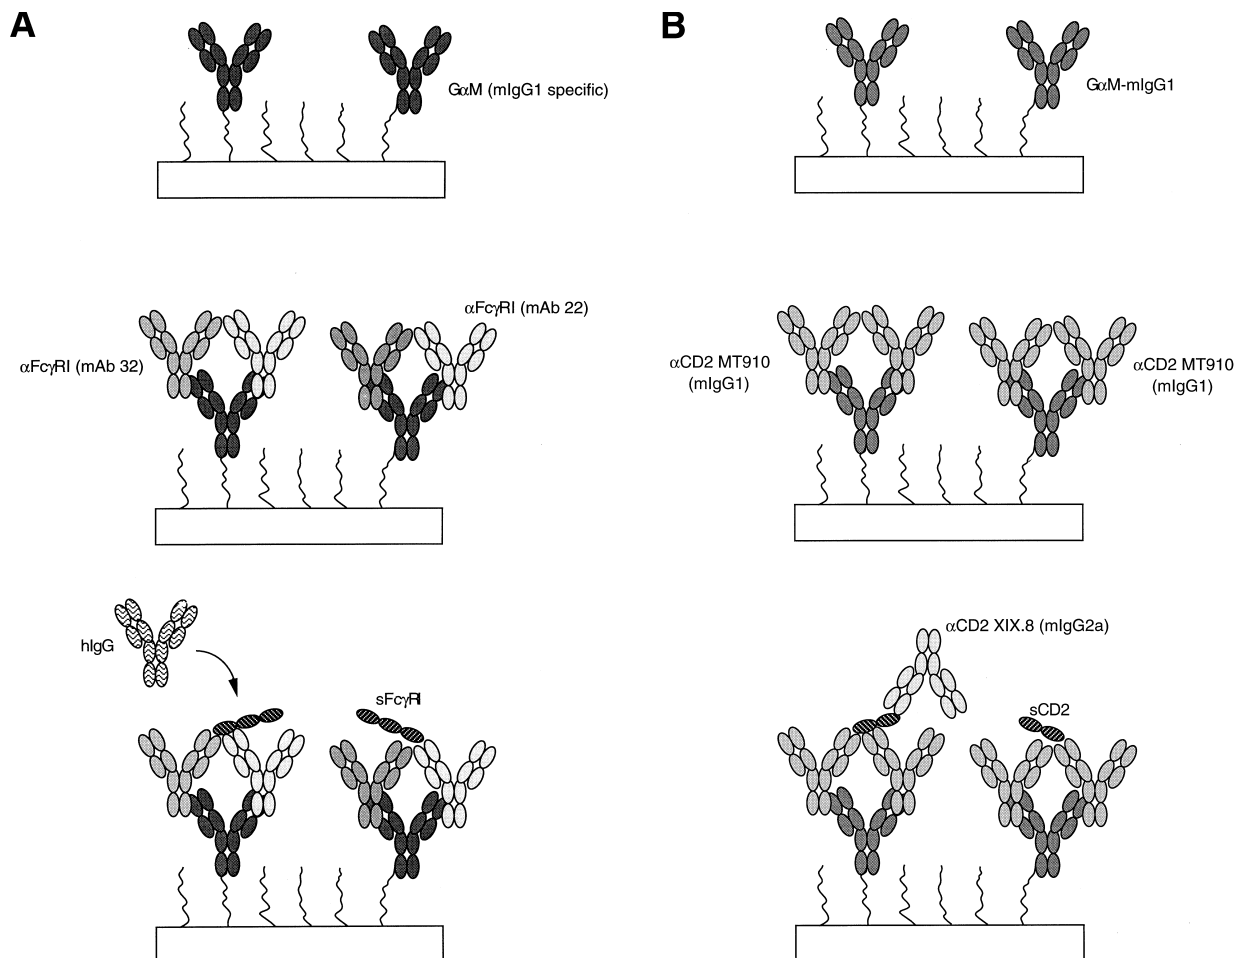 A
GαM (mIgG1 specific)
αFcγRI (mAb 22)
αFcγRI (mAb 32)
hIgG
sFcγRI
B
GαM-mIgG1
αCD2 MT910
(mIgG1)
αCD2 MT910
(mIgG1)
αCD2 XIX.8 (mIgG2a)
sCD2